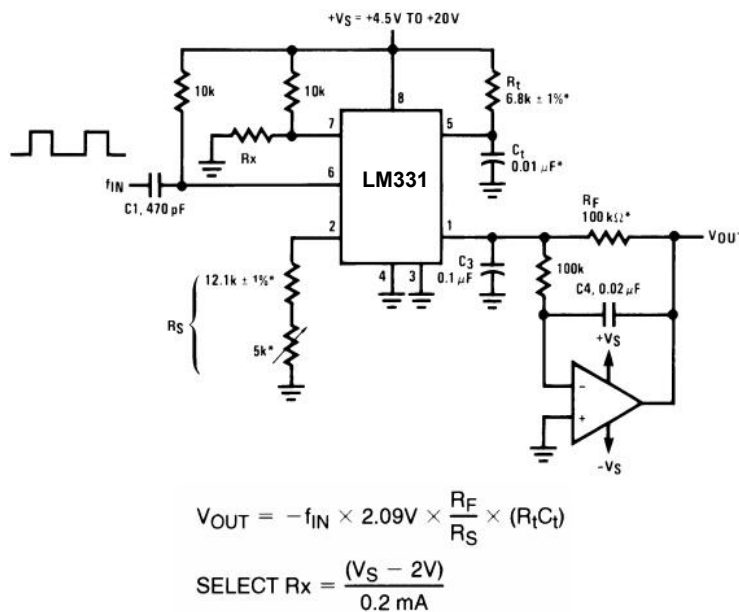 +VS = +4.5V TO +20V
10k
10k
Rt
6.8k ± 1%*
8
7
5
Rx
Ct
0.01 µF*
fIN
C1, 470 pF
6
LM331
RF
100 kΩ*
2
1
VOUT
12.1k ± 1%*
C3
0.1 µF
100k
4
3
C4, 0.02 µF
RS
5k*
+VS
−
+
−VS
VOUT = −fIN × 2.09V × RF/RS × (RtCt)
SELECT Rx = (VS − 2V)/0.2 mA